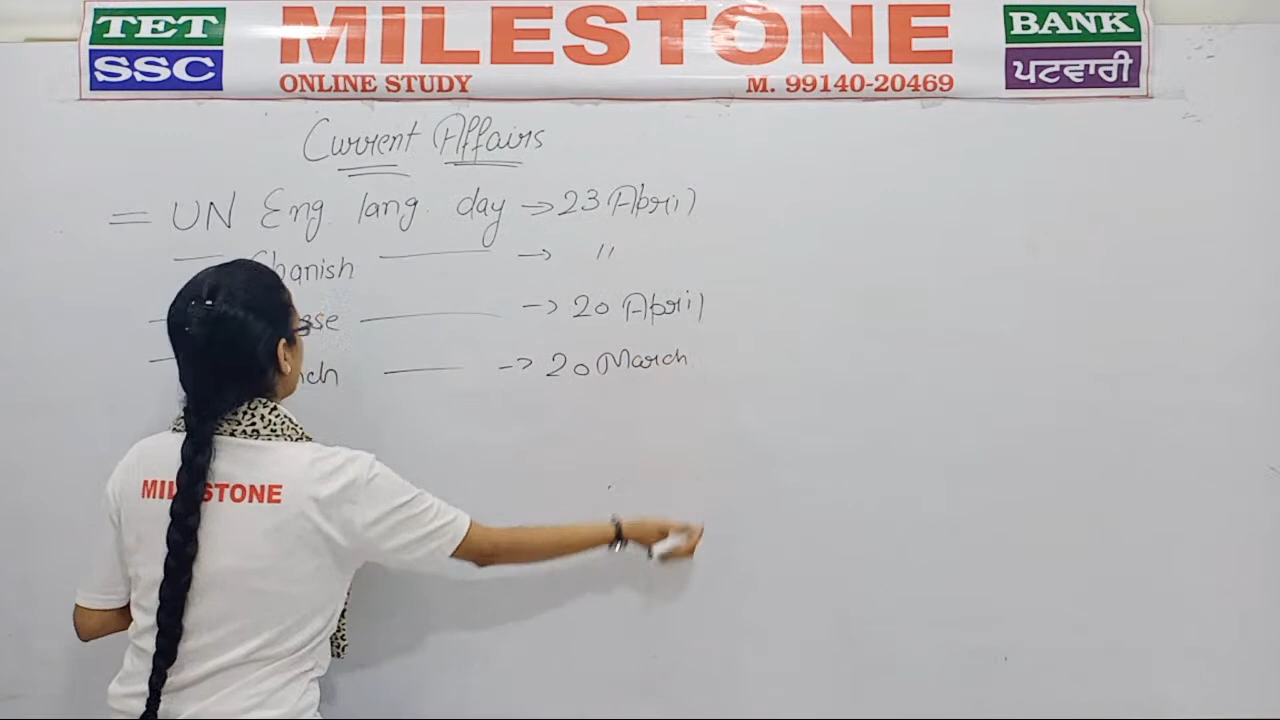 TET
SSC
MILESTONE
ONLINE STUDY
M. 99140-20469
BANK
ਪਟਵਾਰੀ
Current Affairs
= UN Eng. lang. day → 23 April
— Spanish — → "
— → 20 April
— → 20 March
MILESTONE